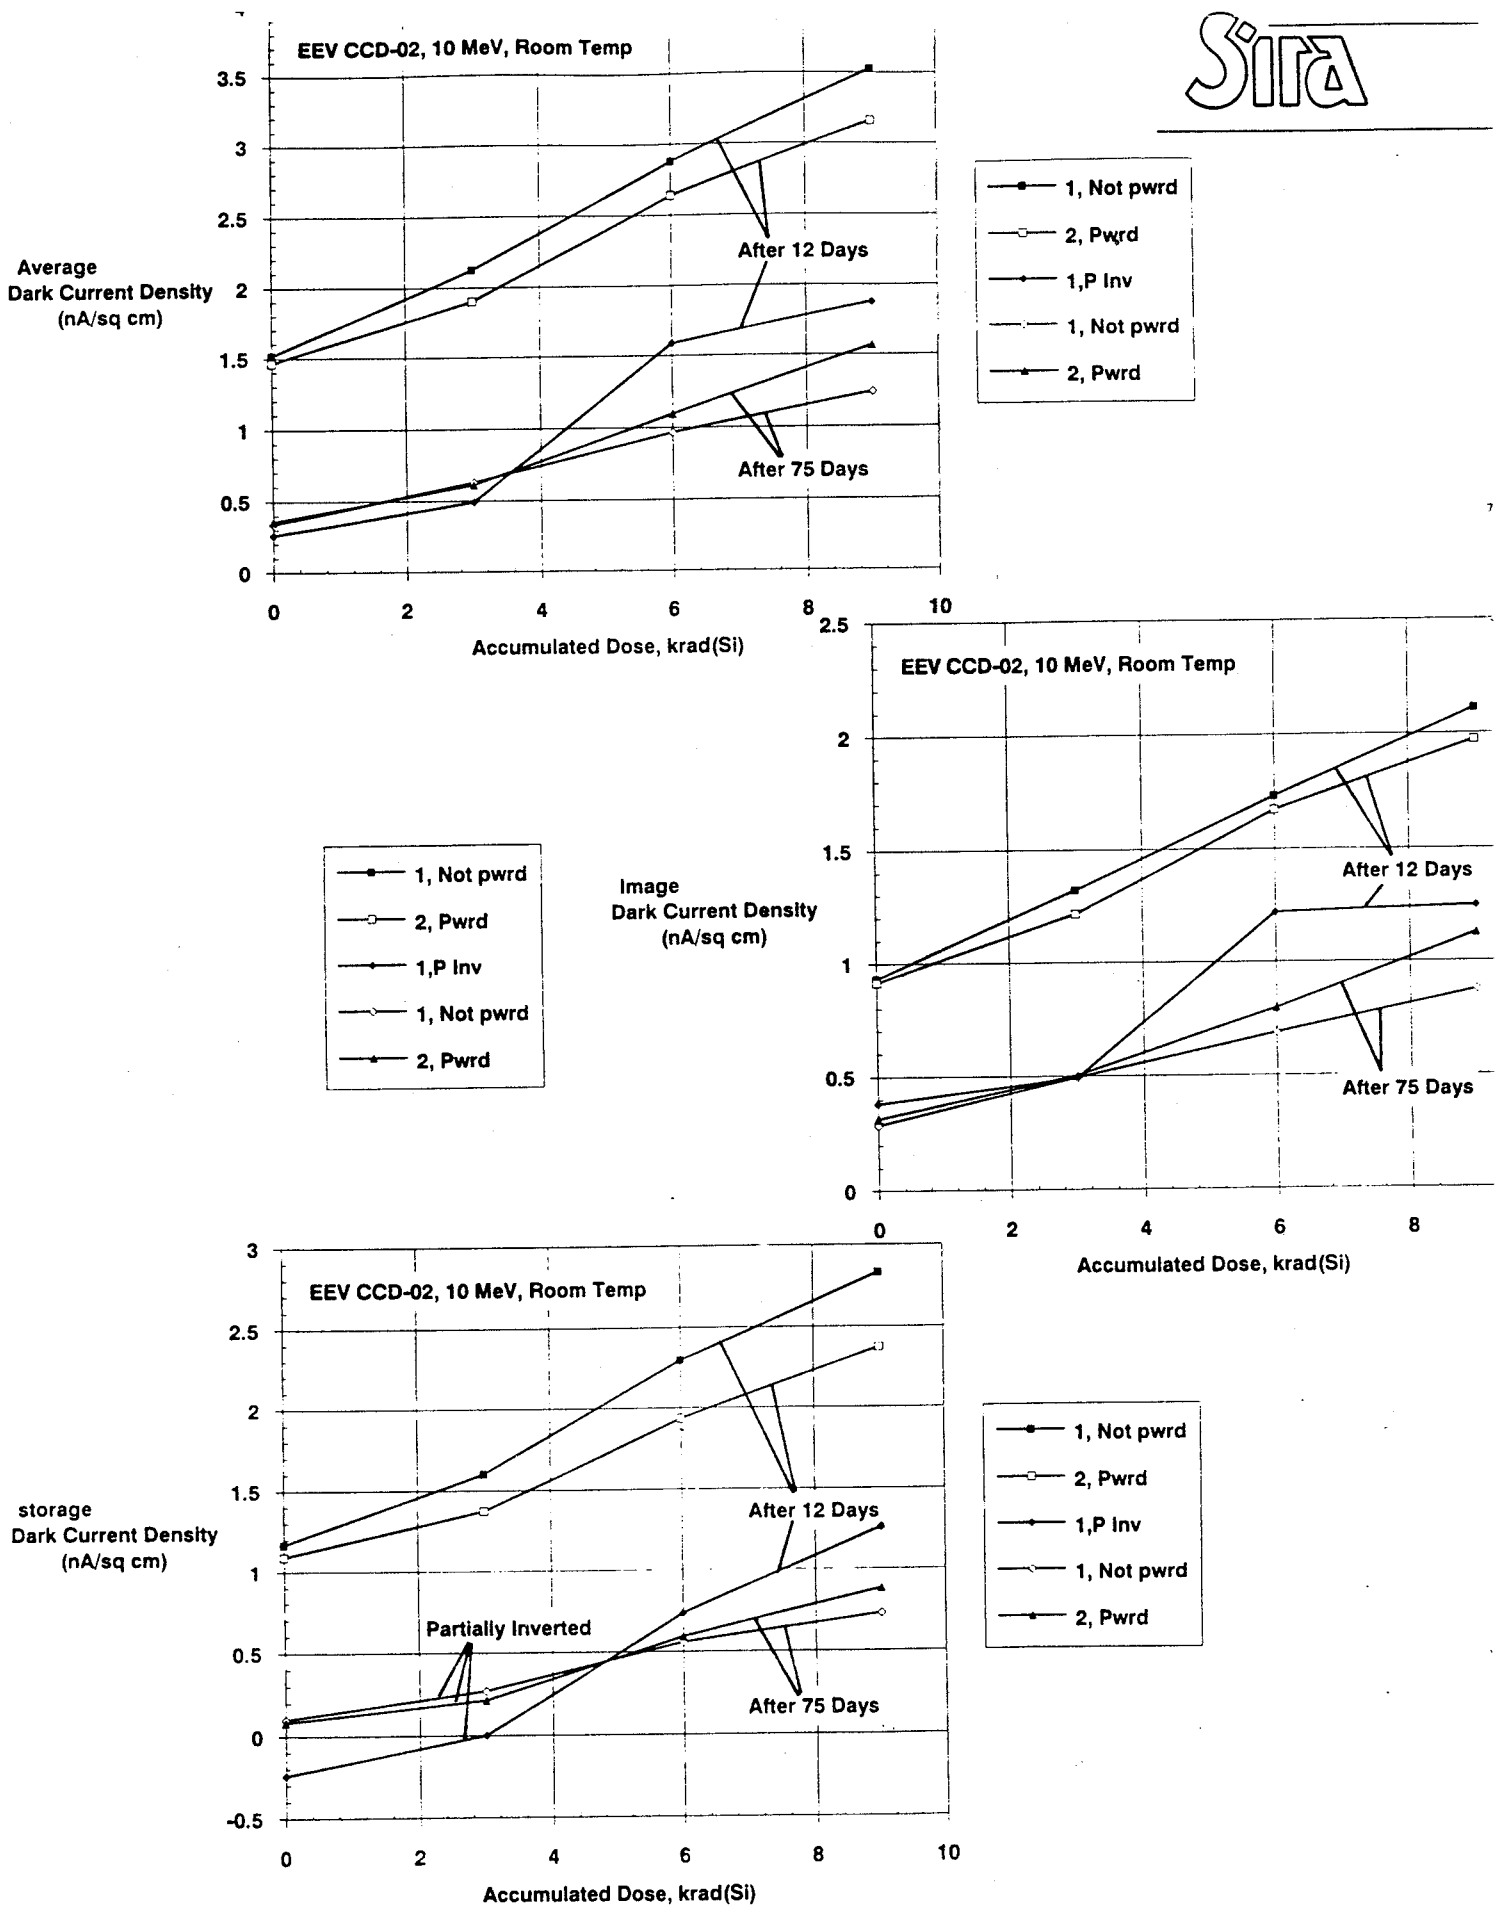 Sira
EEV CCD-02, 10 MeV, Room Temp
3.5
3
2.5
2
1.5
1
0.5
0
Average
Dark Current Density
(nA/sq cm)
After 12 Days
After 75 Days
0 2 4 6 8 10
Accumulated Dose, krad(Si)
1, Not pwrd
2, Pwrd
1,P Inv
1, Not pwrd
2, Pwrd
2.5
2
1.5
1
0.5
0
EEV CCD-02, 10 MeV, Room Temp
Image
Dark Current Density
(nA/sq cm)
After 12 Days
After 75 Days
0 2 4 6 8
Accumulated Dose, krad(Si)
1, Not pwrd
2, Pwrd
1,P Inv
1, Not pwrd
2, Pwrd
3
2.5
2
1.5
1
0.5
0
-0.5
EEV CCD-02, 10 MeV, Room Temp
storage
Dark Current Density
(nA/sq cm)
After 12 Days
Partially Inverted
After 75 Days
0 2 4 6 8 10
Accumulated Dose, krad(Si)
1, Not pwrd
2, Pwrd
1,P Inv
1, Not pwrd
2, Pwrd